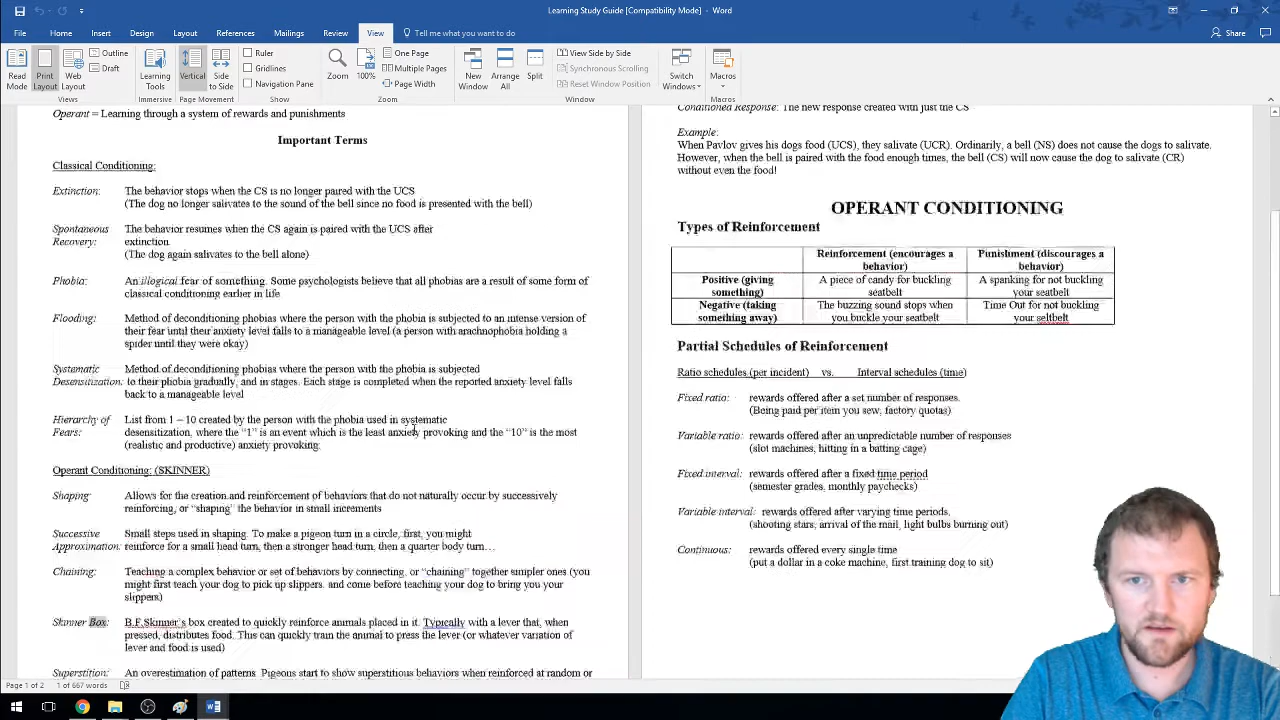 Learning Study Guide [Compatibility Mode] - Word
File Home Insert Design Layout References Mailings Review View Tell me what you want to do
Share
Read Mode
Print Layout
Web Layout
Outline
Draft
Views
Learning Tools
Immersive
Vertical
Side to Side
Page Movement
Ruler
Gridlines
Navigation Pane
Show
Zoom
100%
One Page
Multiple Pages
Page Width
Zoom
New Window
Arrange All
Split
View Side by Side
Synchronous Scrolling
Reset Window Position
Window
Switch Windows
Macros
Macros
Operant = Learning through a system of rewards and punishments
Important Terms
Classical Conditioning:
Extinction: The behavior stops when the CS is no longer paired with the UCS
(The dog no longer salivates to the sound of the bell since no food is presented with the bell)
Spontaneous The behavior resumes when the CS again is paired with the UCS after
Recovery: extinction.
(The dog again salivates to the bell alone)
Phobia: An illogical fear of something. Some psychologists believe that all phobias are a result of some form of
classical conditioning earlier in life
Flooding: Method of deconditioning phobias where the person with the phobia is subjected to an intense version of
their fear until their anxiety level falls to a manageable level (a person with arachnophobia holding a
spider until they were okay)
Systematic Method of deconditioning phobias where the person with the phobia is subjected
Desensitization: to their phobia gradually, and in stages. Each stage is completed when the reported anxiety level falls
back to a manageable level
Hierarchy of List from 1 – 10 created by the person with the phobia used in systematic
Fears: desensitization, where the “1” is an event which is the least anxiety provoking and the “10” is the most
(realistic and productive) anxiety provoking.
Operant Conditioning: (SKINNER)
Shaping: Allows for the creation and reinforcement of behaviors that do not naturally occur by successively
reinforcing, or “shaping” the behavior in small increments
Successive Small steps used in shaping. To make a pigeon turn in a circle, first, you might
Approximation: reinforce for a small head turn, then a stronger head turn, then a quarter body turn…
Chaining: Teaching a complex behavior or set of behaviors by connecting, or “chaining” together simpler ones (you
might first teach your dog to pick up slippers, and come before teaching your dog to bring you your
slippers)
Skinner Box: B.F.Skinner’s box created to quickly reinforce animals placed in it. Typically with a lever that, when
pressed, distributes food. This can quickly train the animal to press the lever (or whatever variation of
lever and food is used)
Superstition: An overestimation of patterns. Pigeons start to show superstitious behaviors when reinforced at random or
Conditioned Response: The new response created with just the CS
Example:
When Pavlov gives his dogs food (UCS), they salivate (UCR). Ordinarily, a bell (NS) does not cause the dogs to salivate.
However, when the bell is paired with the food enough times, the bell (CS) will now cause the dog to salivate (CR)
without even the food!
OPERANT CONDITIONING
Types of Reinforcement
Reinforcement (encourages a behavior) Punishment (discourages a behavior)
Positive (giving something) A piece of candy for buckling seatbelt A spanking for not buckling your seatbelt
Negative (taking something away) The buzzing sound stops when you buckle your seatbelt Time Out for not buckling your seltbelt
Partial Schedules of Reinforcement
Ratio schedules (per incident) vs. Interval schedules (time)
Fixed ratio: rewards offered after a set number of responses.
(Being paid per item you sew, factory quotas)
Variable ratio: rewards offered after an unpredictable number of responses
(slot machines, hitting in a batting cage)
Fixed interval: rewards offered after a fixed time period
(semester grades, monthly paychecks)
Variable interval: rewards offered after varying time periods.
(shooting stars, arrival of the mail, light bulbs burning out)
Continuous: rewards offered every single time
(put a dollar in a coke machine, first training dog to sit)
Page 1 of 2 1 of 667 words